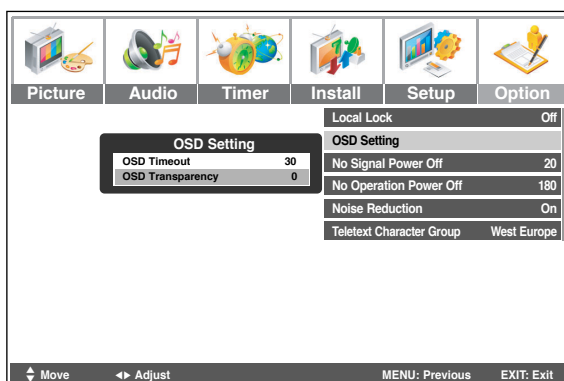 Picture Audio Timer Install Setup Option
Local Lock Off
OSD Setting
No Signal Power Off 20
No Operation Power Off 180
Noise Reduction On
Teletext Character Group West Europe
OSD Setting
OSD Timeout 30
OSD Transparency 0
Move Adjust MENU: Previous EXIT: Exit